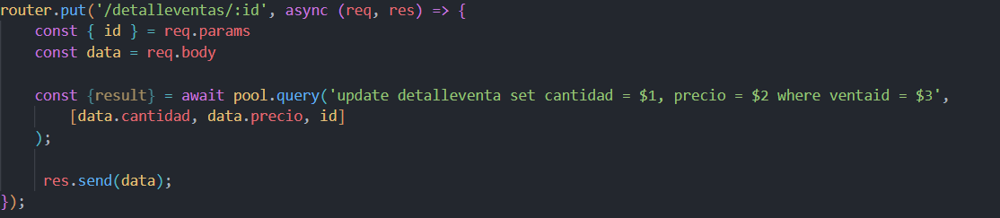 router.put('/detalleventas/:id', async (req, res) => {
    const { id } = req.params
    const data = req.body

    const {result} = await pool.query('update detalleventa set cantidad = $1, precio = $2 where ventaid = $3',
        [data.cantidad, data.precio, id]
    );

     res.send(data);
});